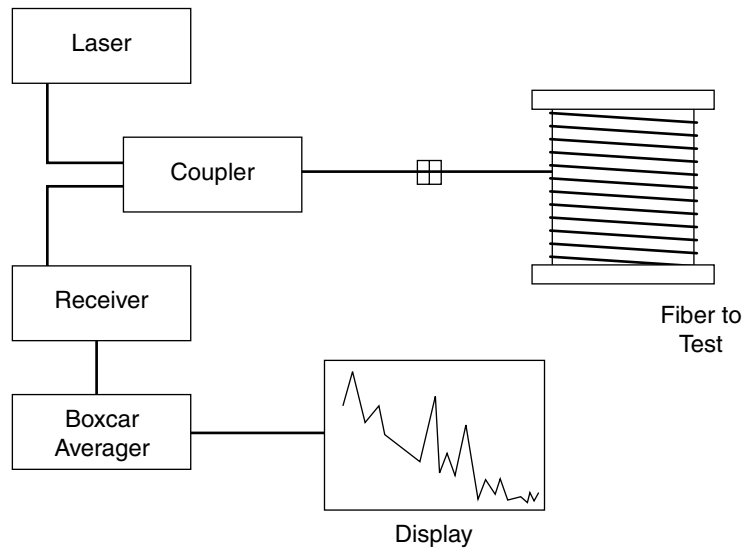 Laser
Coupler
Receiver
Fiber to
Test
Boxcar
Averager
Display